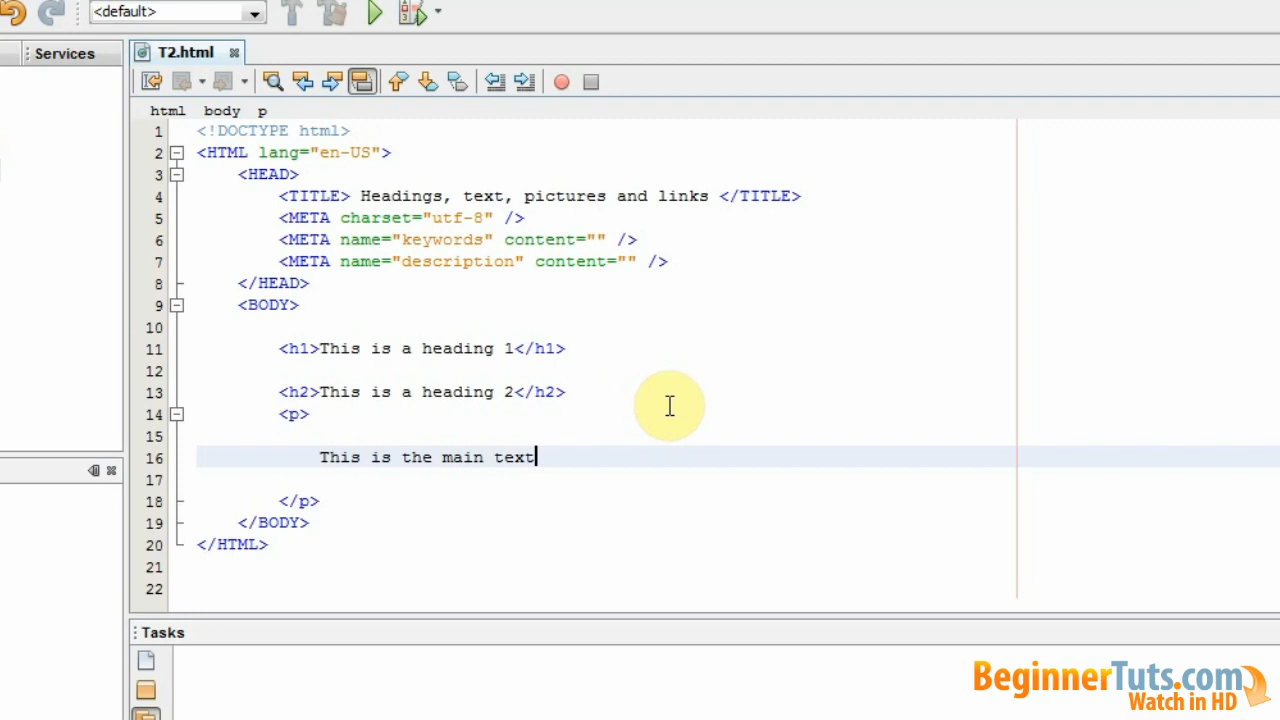 <default>
Services
T2.html
html body p
1 <!DOCTYPE html>
2 <HTML lang="en-US">
3 <HEAD>
4 <TITLE> Headings, text, pictures and links </TITLE>
5 <META charset="utf-8" />
6 <META name="keywords" content="" />
7 <META name="description" content="" />
8 </HEAD>
9 <BODY>
10
11 <h1>This is a heading 1</h1>
12
13 <h2>This is a heading 2</h2>
14 <p>
15
16 This is the main text
17
18 </p>
19 </BODY>
20 </HTML>
21
22
Tasks
BeginnerTuts.com
Watch in HD